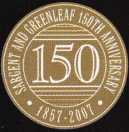 SARGENT AND GREENLEAF 150TH ANNIVERSARY
150
• 1857-2007 •